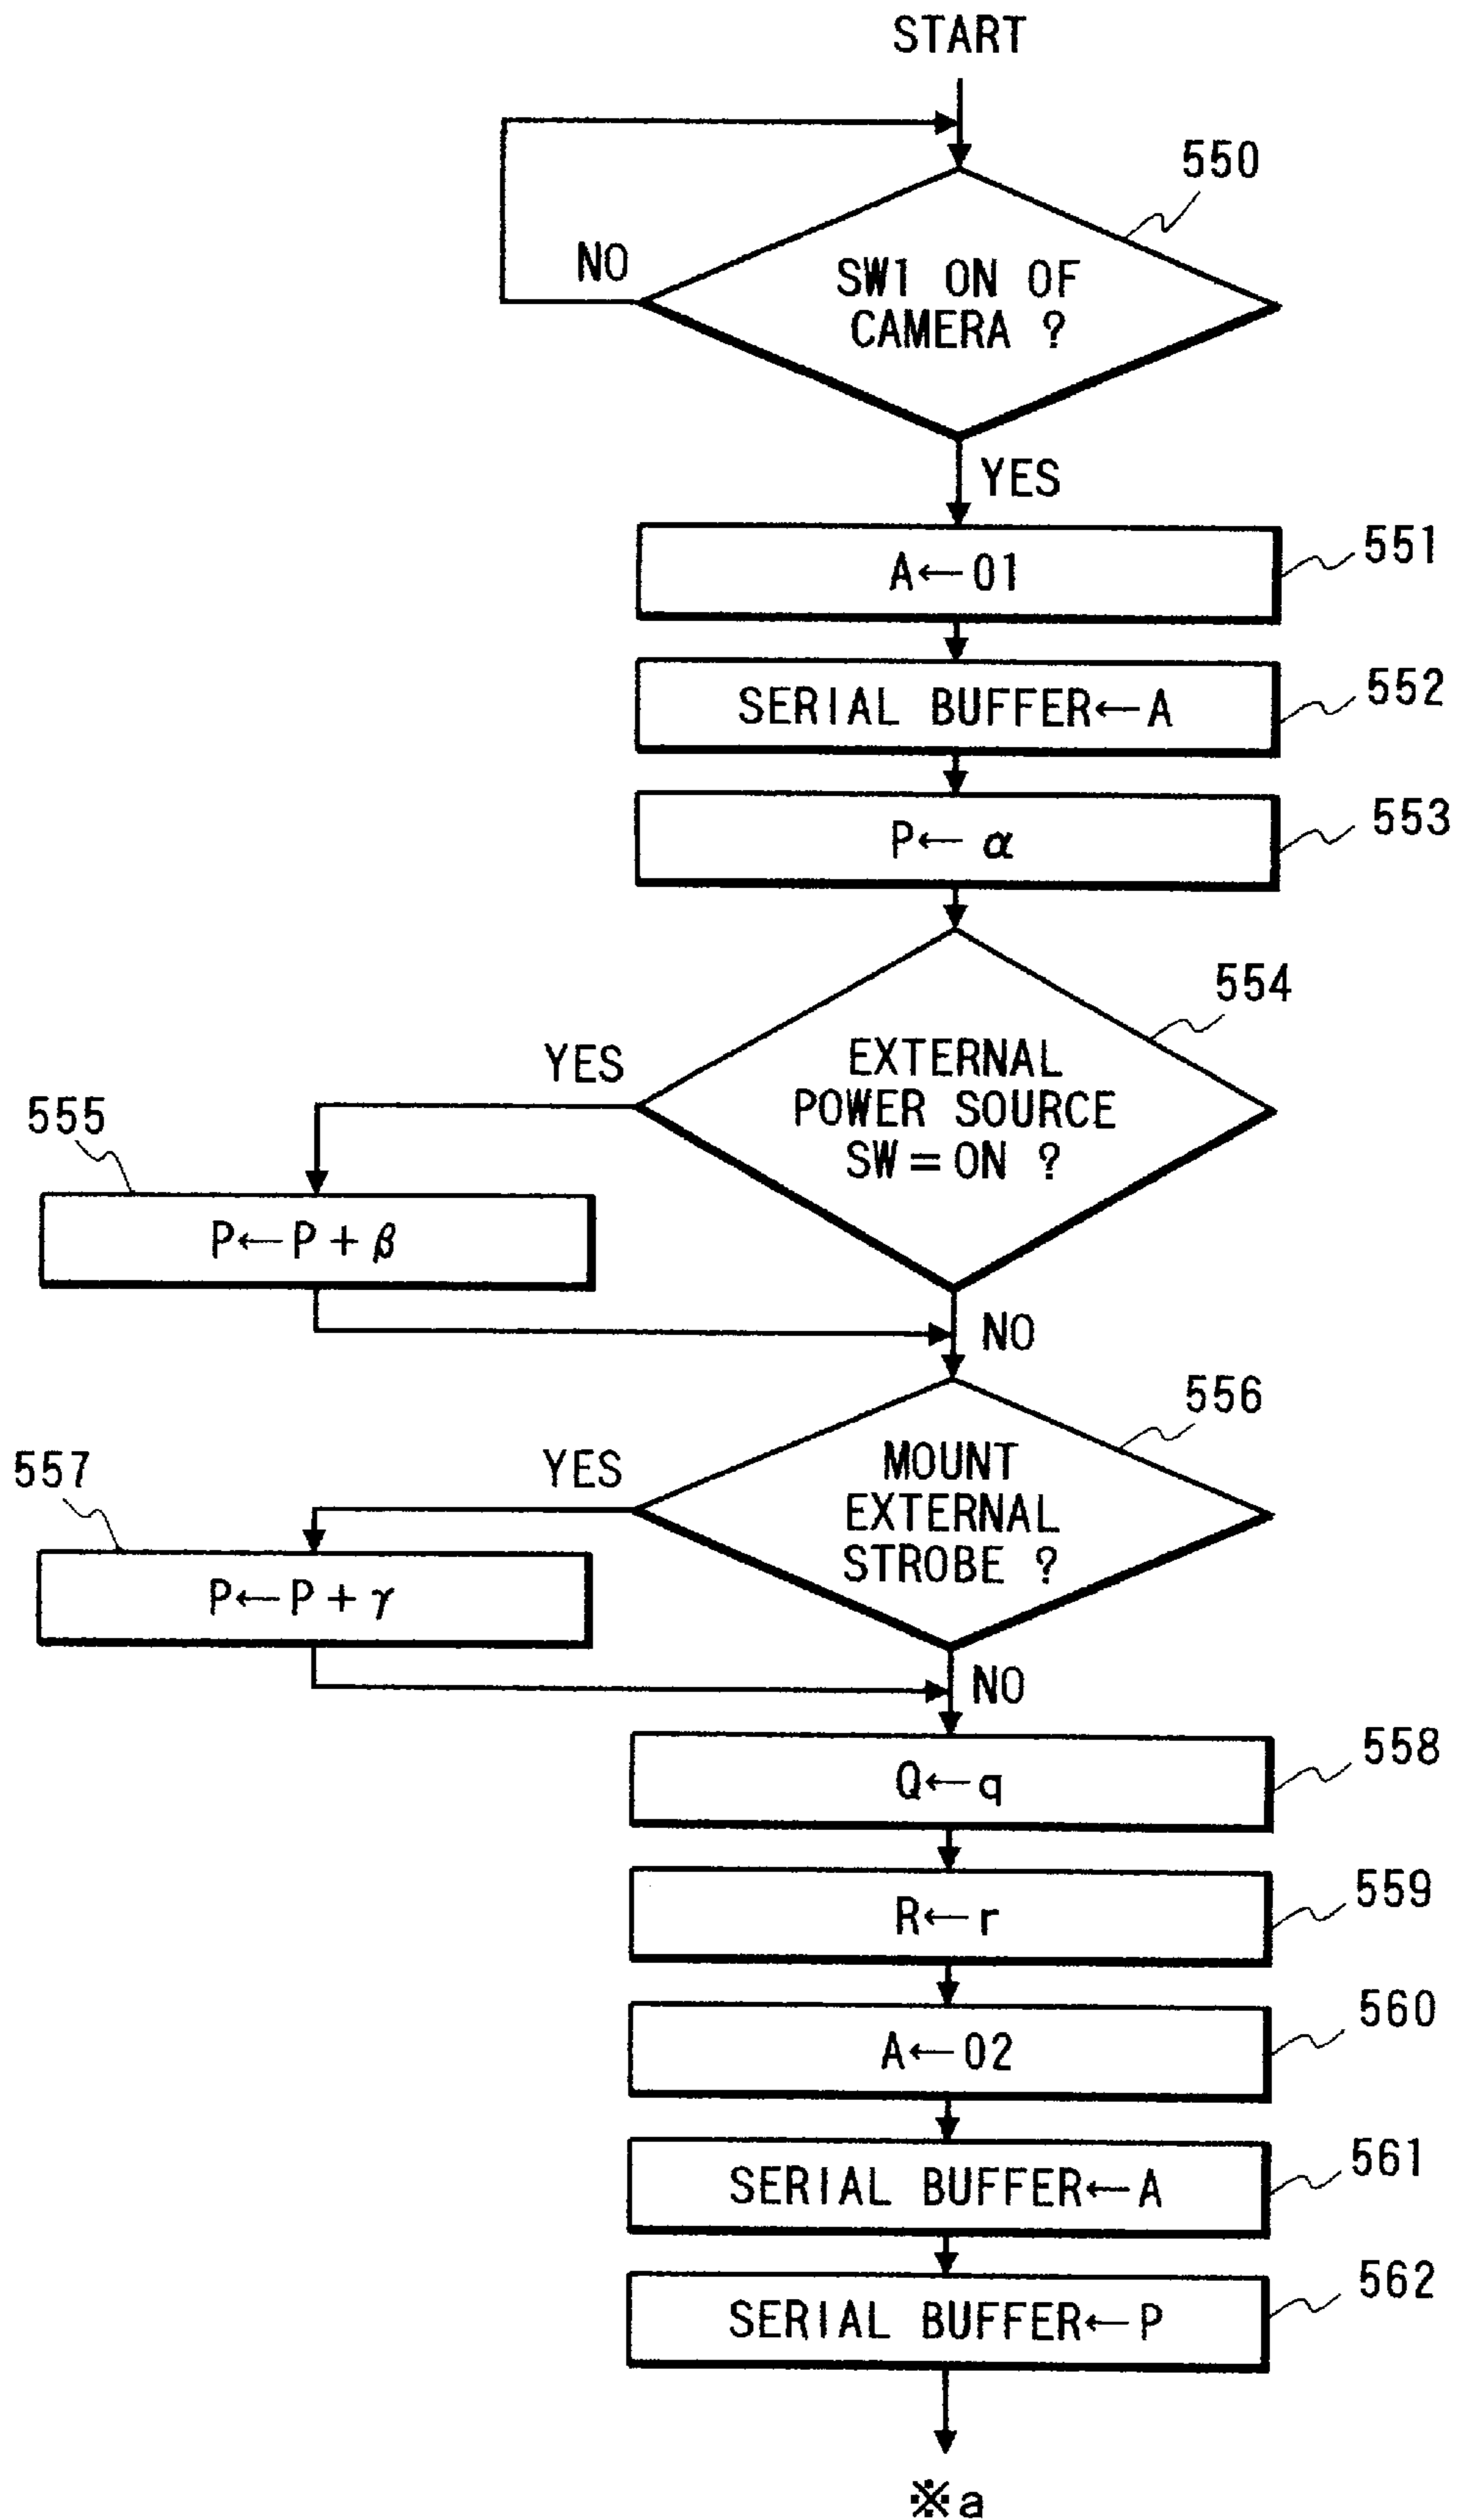 START
550
NO
SW1 ON OF
CAMERA ?
YES
551
A←01
552
SERIAL BUFFER←A
553
P← α
554
YES
EXTERNAL
POWER SOURCE
SW=ON ?
555
P←P+β
NO
556
YES
MOUNT
EXTERNAL
STROBE ?
557
P←P+γ
NO
558
Q←q
559
R←r
560
A←02
561
SERIAL BUFFER←A
562
SERIAL BUFFER←P
※a